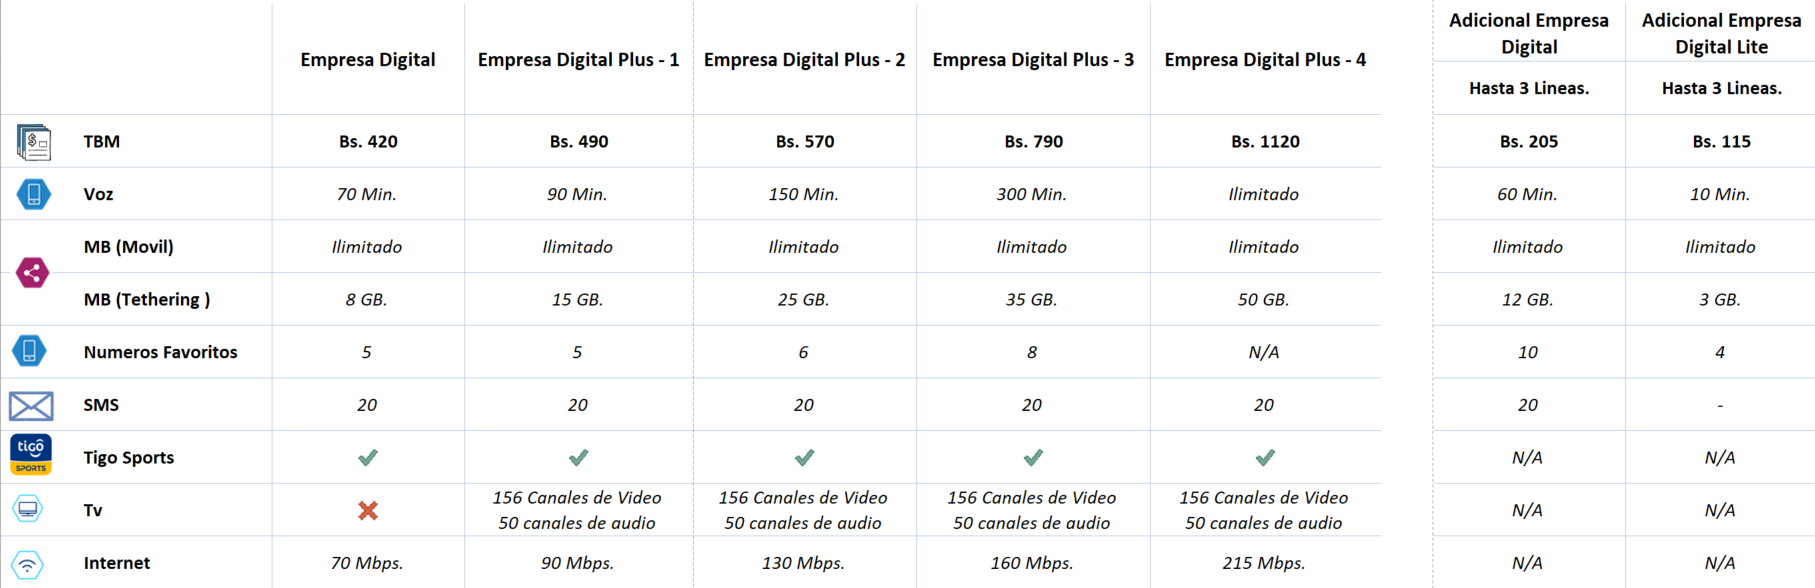 Empresa Digital Empresa Digital Plus - 1 Empresa Digital Plus - 2 Empresa Digital Plus - 3 Empresa Digital Plus - 4
Adicional Empresa Digital
Hasta 3 Lineas.
Adicional Empresa Digital Lite
Hasta 3 Lineas.
TBM Bs. 420 Bs. 490 Bs. 570 Bs. 790 Bs. 1120 Bs. 205 Bs. 115
Voz 70 Min. 90 Min. 150 Min. 300 Min. Ilimitado 60 Min. 10 Min.
MB (Movil) Ilimitado Ilimitado Ilimitado Ilimitado Ilimitado Ilimitado Ilimitado
MB (Tethering ) 8 GB. 15 GB. 25 GB. 35 GB. 50 GB. 12 GB. 3 GB.
Numeros Favoritos 5 5 6 8 N/A 10 4
SMS 20 20 20 20 20 20 -
tigo
SPORTS
Tigo Sports N/A N/A
Tv 156 Canales de Video 156 Canales de Video 156 Canales de Video 156 Canales de Video N/A N/A
50 canales de audio 50 canales de audio 50 canales de audio 50 canales de audio
Internet 70 Mbps. 90 Mbps. 130 Mbps. 160 Mbps. 215 Mbps. N/A N/A